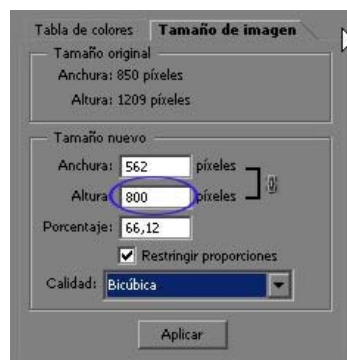 Tabla de colores Tamaño de imagen
Tamaño original
Anchura: 850 píxeles
Altura: 1209 píxeles
Tamaño nuevo
Anchura: 562 píxeles
Altura: 800 píxeles
Porcentaje: 66,12
Restringir proporciones
Calidad: Bicúbica
Aplicar